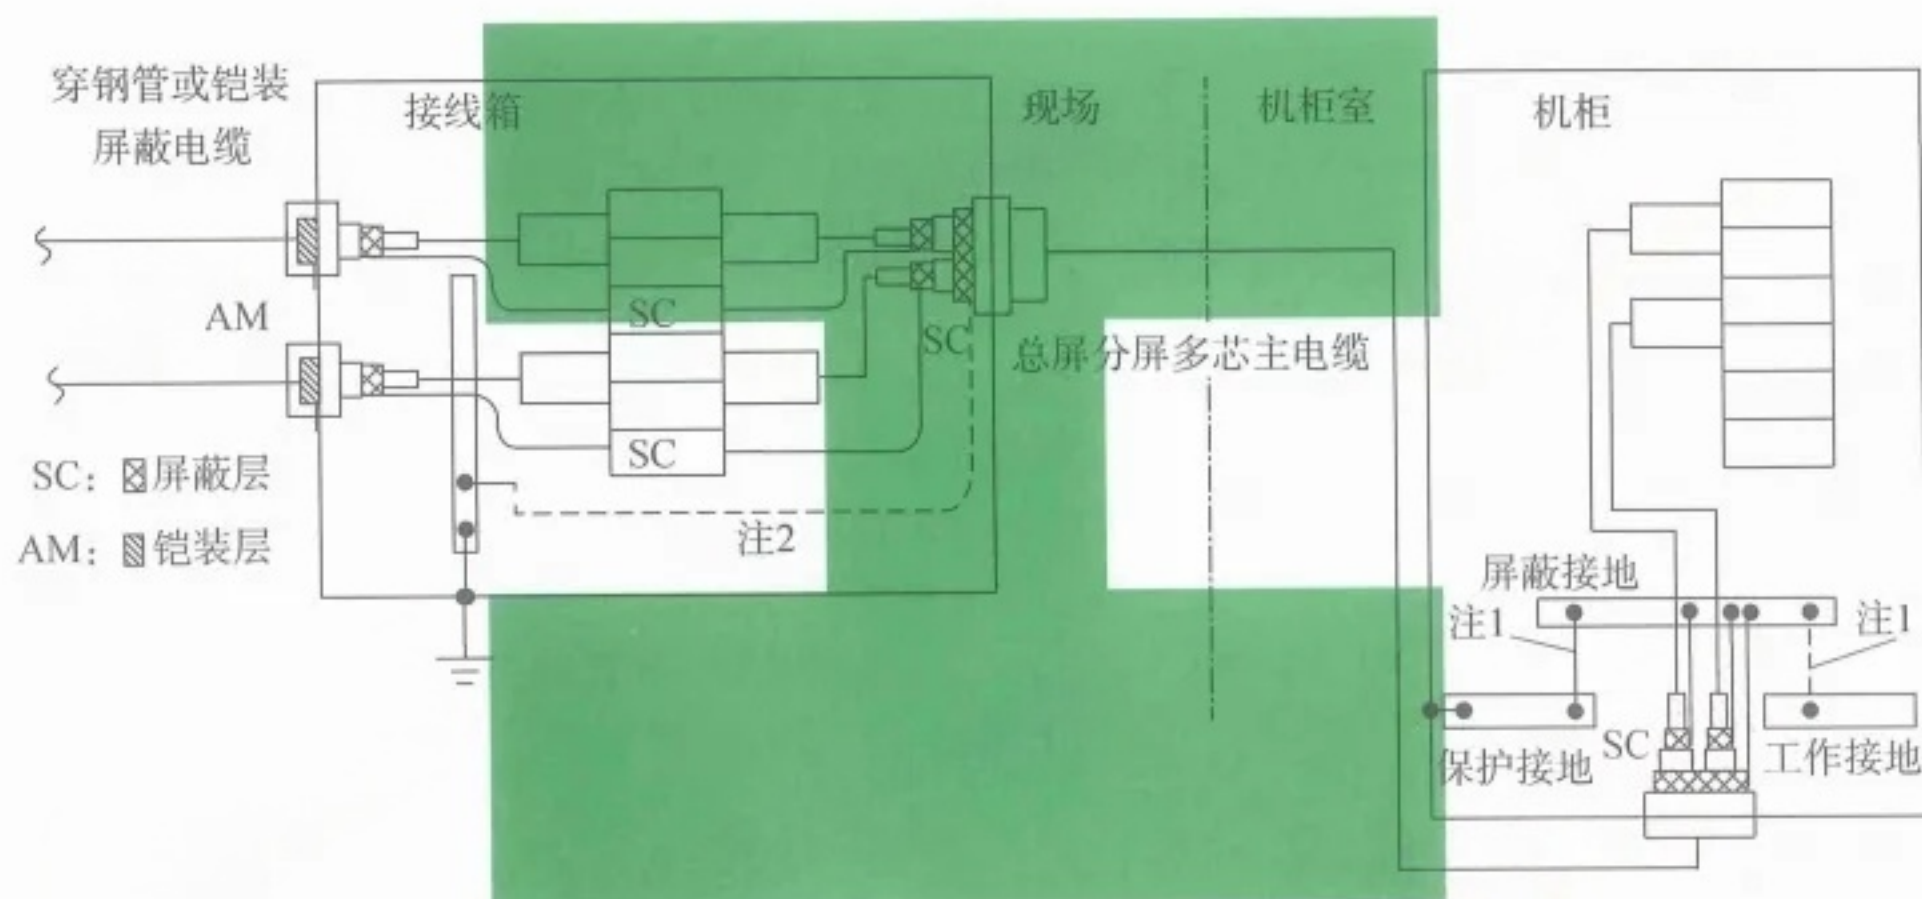 穿钢管或铠装
屏蔽电缆
接线箱
现场
机柜室
机柜
AM
SC
SC
总屏分屏多芯主电缆
SC
SC：屏蔽层
AM：铠装层
注2
屏蔽接地
注1
注1
保护接地
SC
工作接地